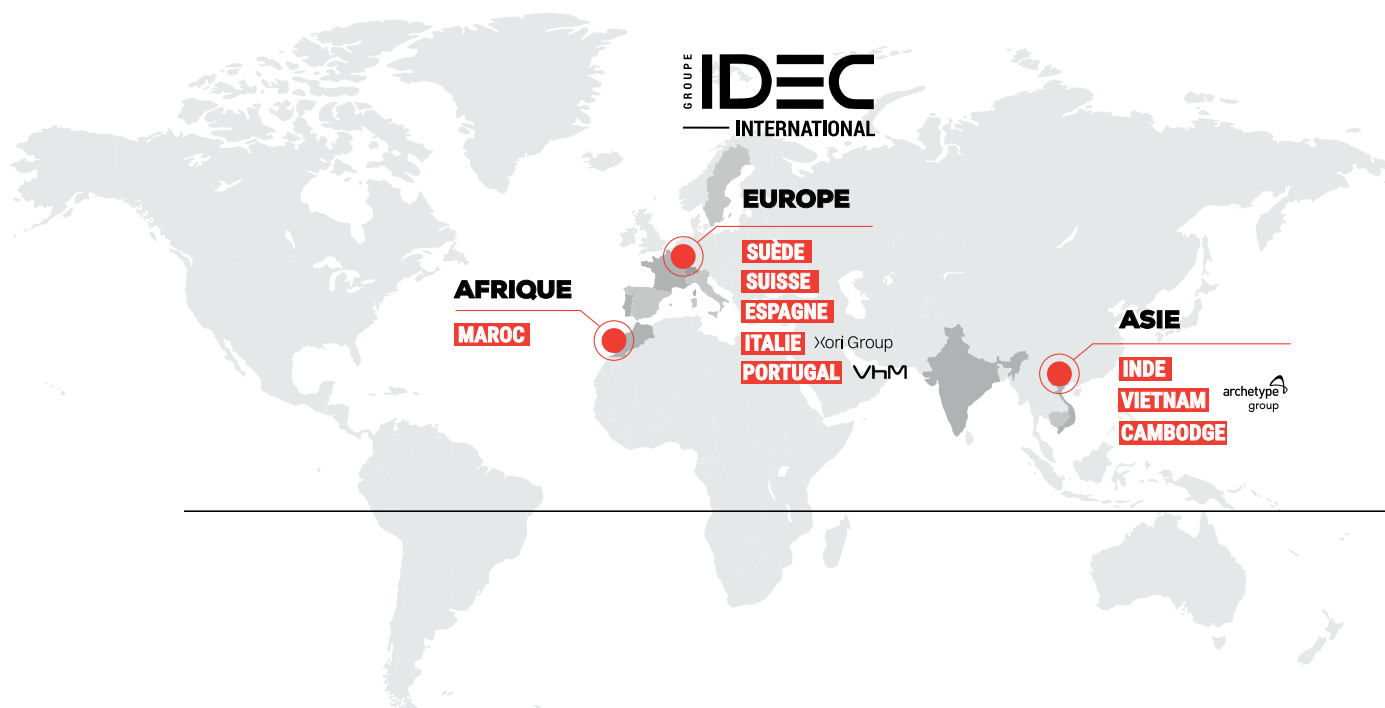 GROUPE
IDEC
INTERNATIONAL
EUROPE
SUÈDE
SUISSE
ESPAGNE
ITALIE Xori Group
PORTUGAL VhM
AFRIQUE
MAROC
ASIE
INDE
VIETNAM
CAMBODGE
archetype
group